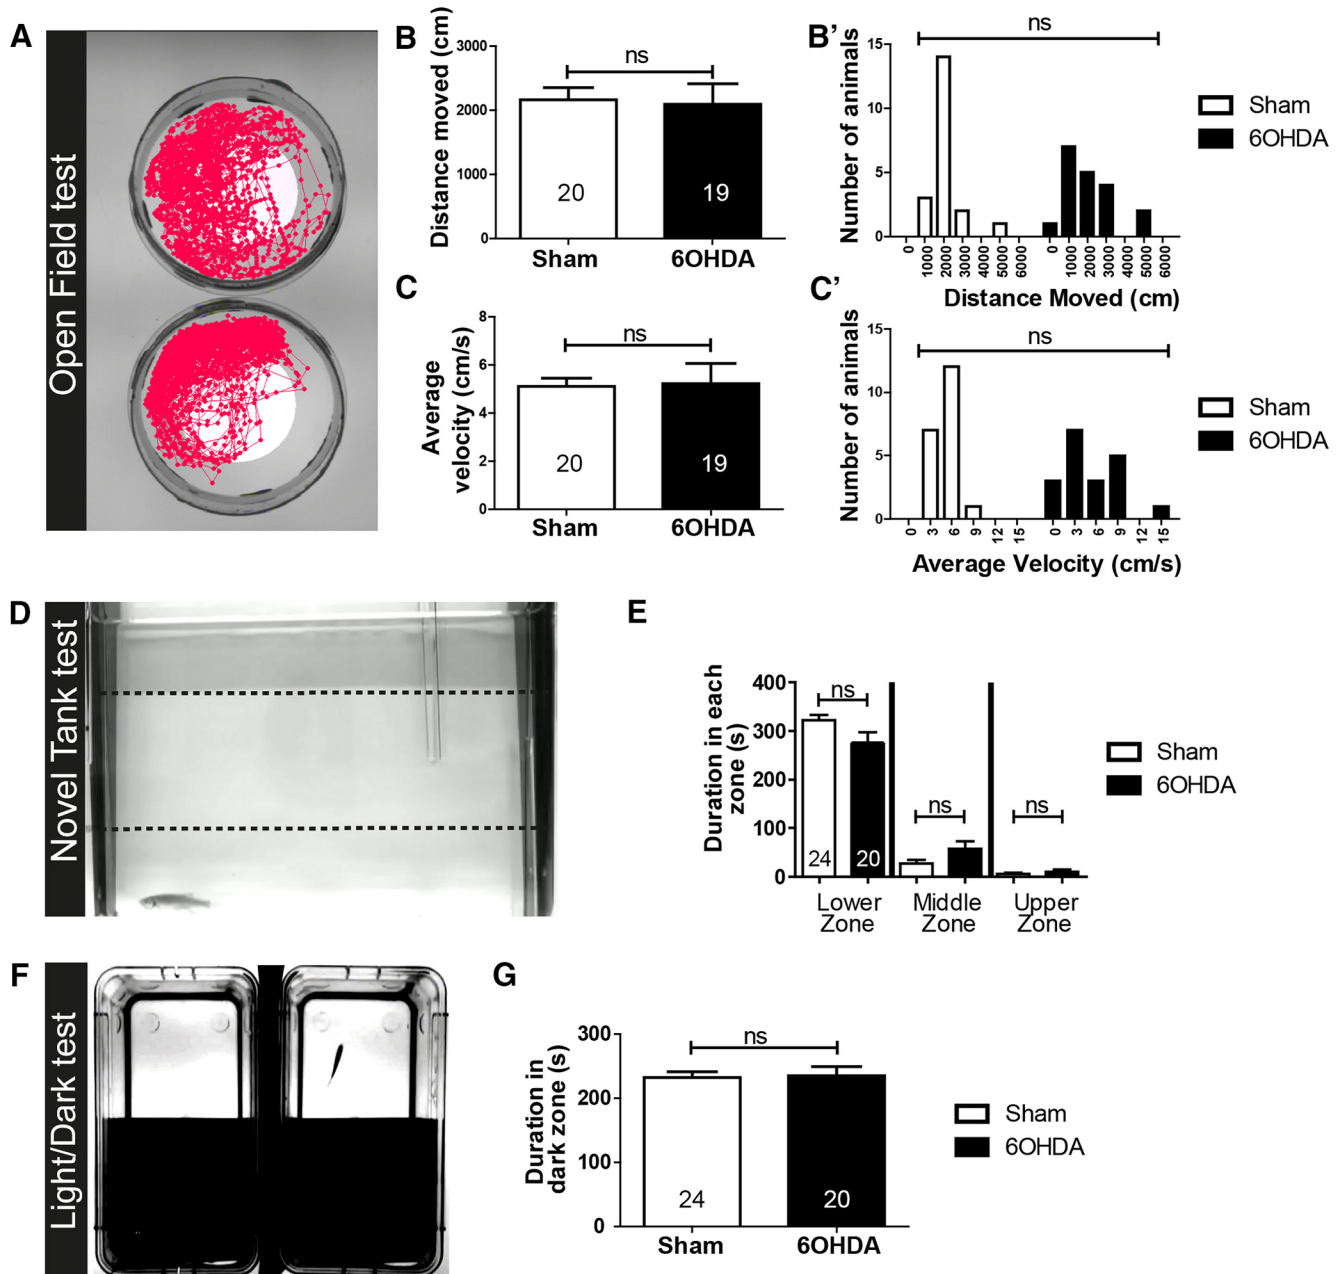 A
Open Field test
B
Distance moved (cm)
3000
2000
1000
0
ns
20
19
Sham
6OHDA
B'
Number of animals
15
10
5
0
ns
0
1000
2000
3000
4000
5000
6000
0
1000
2000
3000
4000
5000
6000
Distance Moved (cm)
Sham
6OHDA
C
Average
velocity (cm/s)
8
6
4
2
0
ns
20
19
Sham
6OHDA
C'
Number of animals
15
10
5
0
ns
0
3
6
9
12
15
0
3
6
9
12
15
Average Velocity (cm/s)
Sham
6OHDA
D
Novel Tank test
E
Duration in each
zone (s)
400
300
200
100
0
ns
ns
ns
24
20
Lower
Zone
Middle
Zone
Upper
Zone
Sham
6OHDA
F
Light/Dark test
G
Duration in
dark zone (s)
300
200
100
0
ns
24
20
Sham
6OHDA
Sham
6OHDA